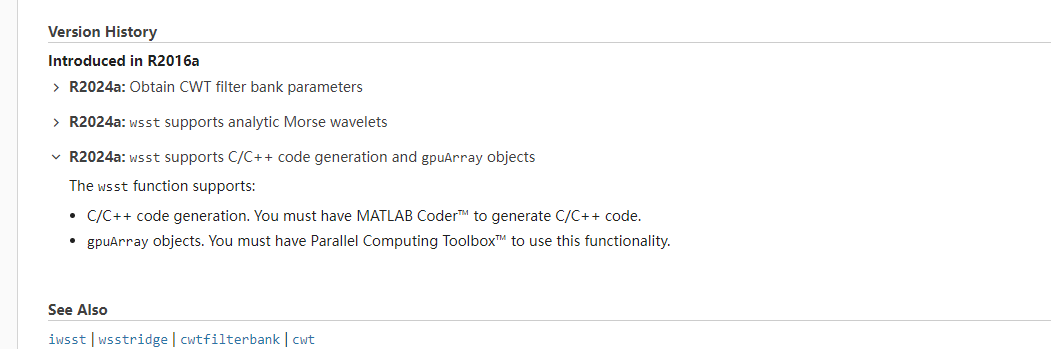 Version History
Introduced in R2016a
R2024a: Obtain CWT filter bank parameters
R2024a: wsst supports analytic Morse wavelets
R2024a: wsst supports C/C++ code generation and gpuArray objects
The wsst function supports:
• C/C++ code generation. You must have MATLAB Coder™ to generate C/C++ code.
• gpuArray objects. You must have Parallel Computing Toolbox™ to use this functionality.
See Also
iwsst | wsstridge | cwtfilterbank | cwt